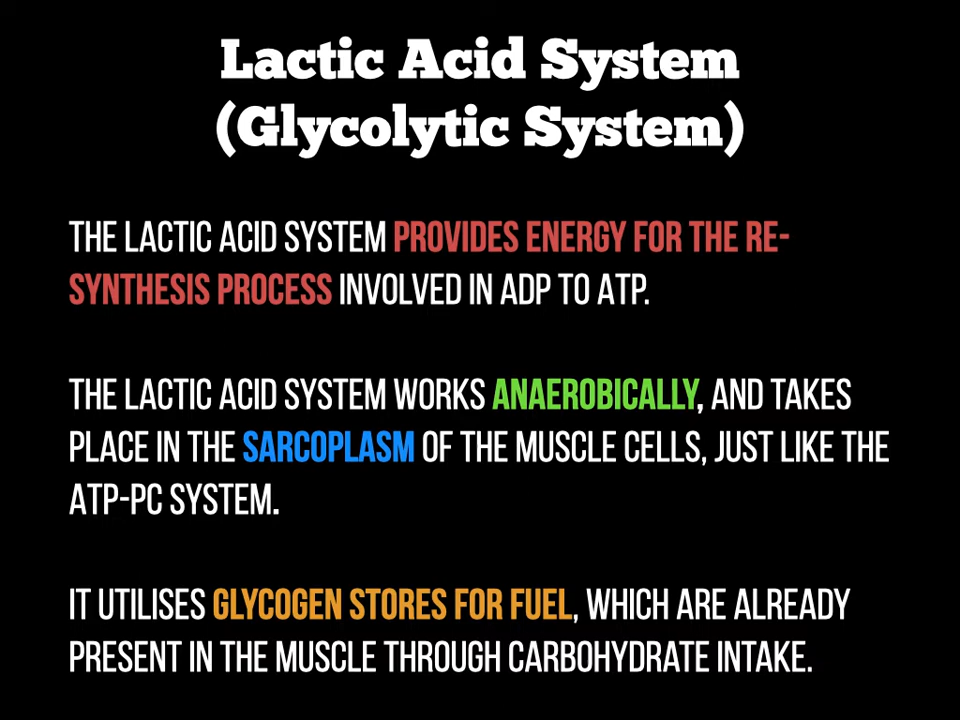 Lactic Acid System
(Glycolytic System)
THE LACTIC ACID SYSTEM PROVIDES ENERGY FOR THE RE-
SYNTHESIS PROCESS INVOLVED IN ADP TO ATP.
THE LACTIC ACID SYSTEM WORKS ANAEROBICALLY, AND TAKES
PLACE IN THE SARCOPLASM OF THE MUSCLE CELLS, JUST LIKE THE
ATP-PC SYSTEM.
IT UTILISES GLYCOGEN STORES FOR FUEL, WHICH ARE ALREADY
PRESENT IN THE MUSCLE THROUGH CARBOHYDRATE INTAKE.